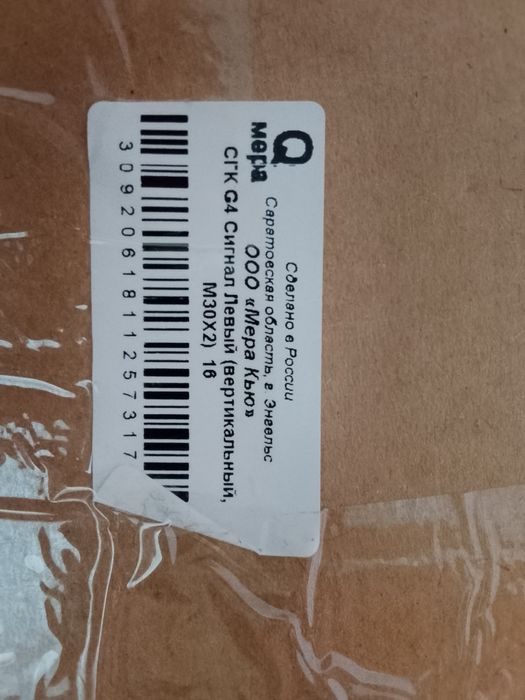 Q
мера
Сделано в России
Саратовская область, г. Энгельс
ООО «Мера Кью»
СГК G4 Сигнал Левый (вертикальный,
М30Х2) 16
3092061811257317